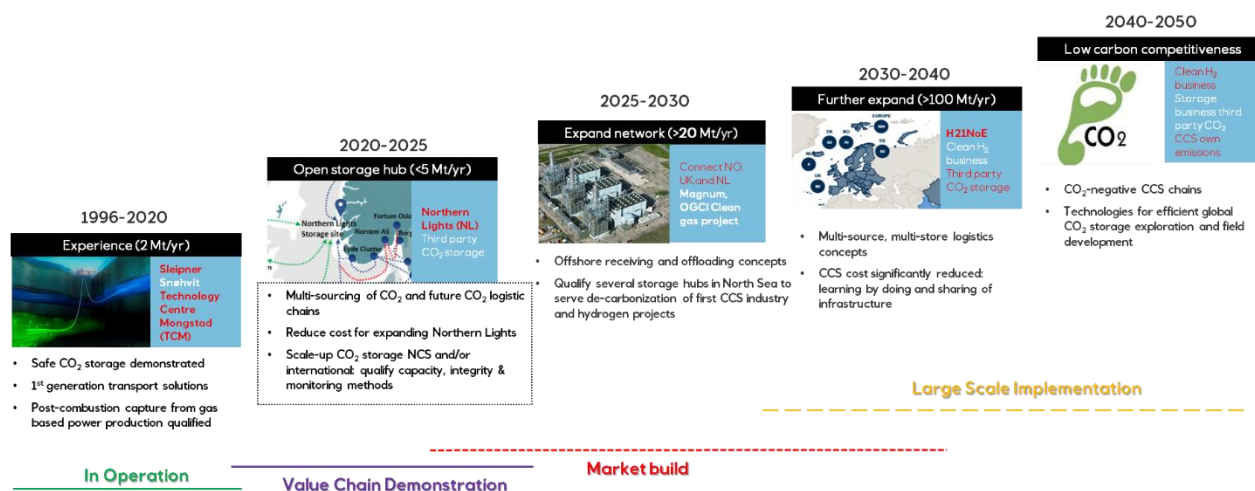 1996-2020
Experience (2 Mt/yr)
Sleipner
Snøhvit
Technology
Centre
Mongstad
(TCM)
• Safe CO₂ storage demonstrated
• 1st generation transport solutions
• Post-combustion capture from gas
based power production qualified
2020-2025
Open storage hub (<5 Mt/yr)
Northern Lights
Storage site
Fortum Oslo
Norcem AS
Eyde Cluster
Northern
Lights (NL)
Third party
CO₂ storage
• Multi-sourcing of CO₂ and future CO₂ logistic
chains
• Reduce cost for expanding Northern Lights
• Scale-up CO₂ storage NCS and/or
international: qualify capacity, integrity &
monitoring methods
2025-2030
Expand network (>20 Mt/yr)
Connect NO,
UK and NL
Magnum,
OGCI Clean
gas project
• Offshore receiving and offloading concepts
• Qualify several storage hubs in North Sea to
serve de-carbonization of first CCS industry
and hydrogen projects
2030-2040
Further expand (>100 Mt/yr)
EUROPE
H21NoE
Clean H₂
business
Third party
CO₂ storage
• Multi-source, multi-store logistics
concepts
• CCS cost significantly reduced:
learning by doing and sharing of
infrastructure
2040-2050
Low carbon competitiveness
CO₂
Clean H₂
business
Storage
business third
party CO₂
CCS own
emissions
• CO₂-negative CCS chains
• Technologies for efficient global
CO₂ storage exploration and field
development
In Operation
Value Chain Demonstration
Market build
Large Scale Implementation